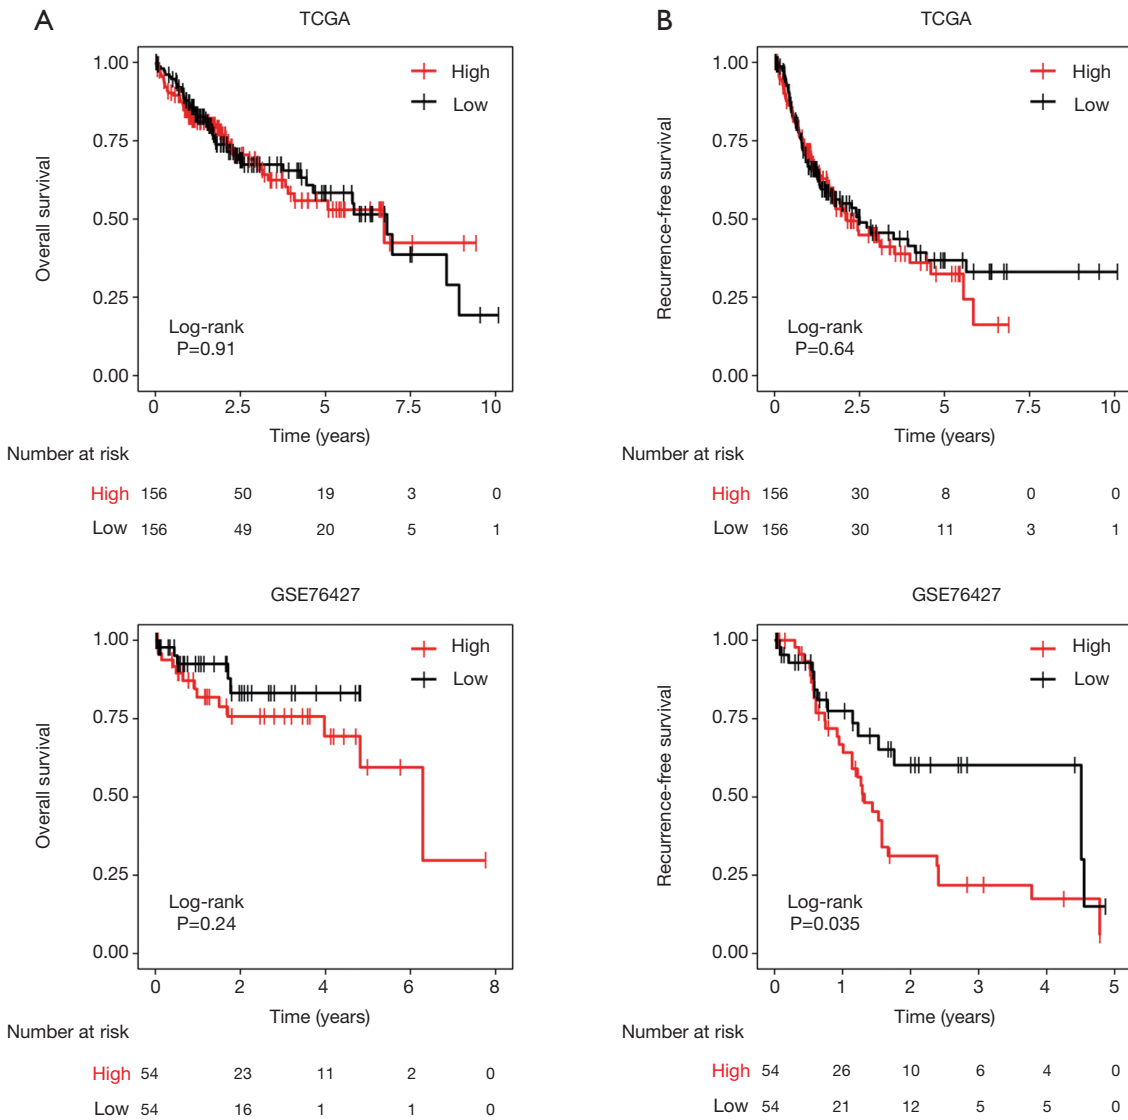 A
TCGA
1.00
0.75
0.50
0.25
0.00
Overall survival
High
Low
Log-rank
P=0.91
0 2.5 5 7.5 10
Time (years)
Number at risk
High 156 50 19 3 0
Low 156 49 20 5 1
B
TCGA
1.00
0.75
0.50
0.25
0.00
Recurrence-free survival
High
Low
Log-rank
P=0.64
0 2.5 5 7.5 10
Time (years)
Number at risk
High 156 30 8 0 0
Low 156 30 11 3 1
GSE76427
1.00
0.75
0.50
0.25
0.00
Overall survival
High
Low
Log-rank
P=0.24
0 2 4 6 8
Time (years)
Number at risk
High 54 23 11 2 0
Low 54 16 1 1 0
GSE76427
1.00
0.75
0.50
0.25
0.00
Recurrence-free survival
High
Low
Log-rank
P=0.035
0 1 2 3 4 5
Time (years)
Number at risk
High 54 26 10 6 4 0
Low 54 21 12 5 5 0